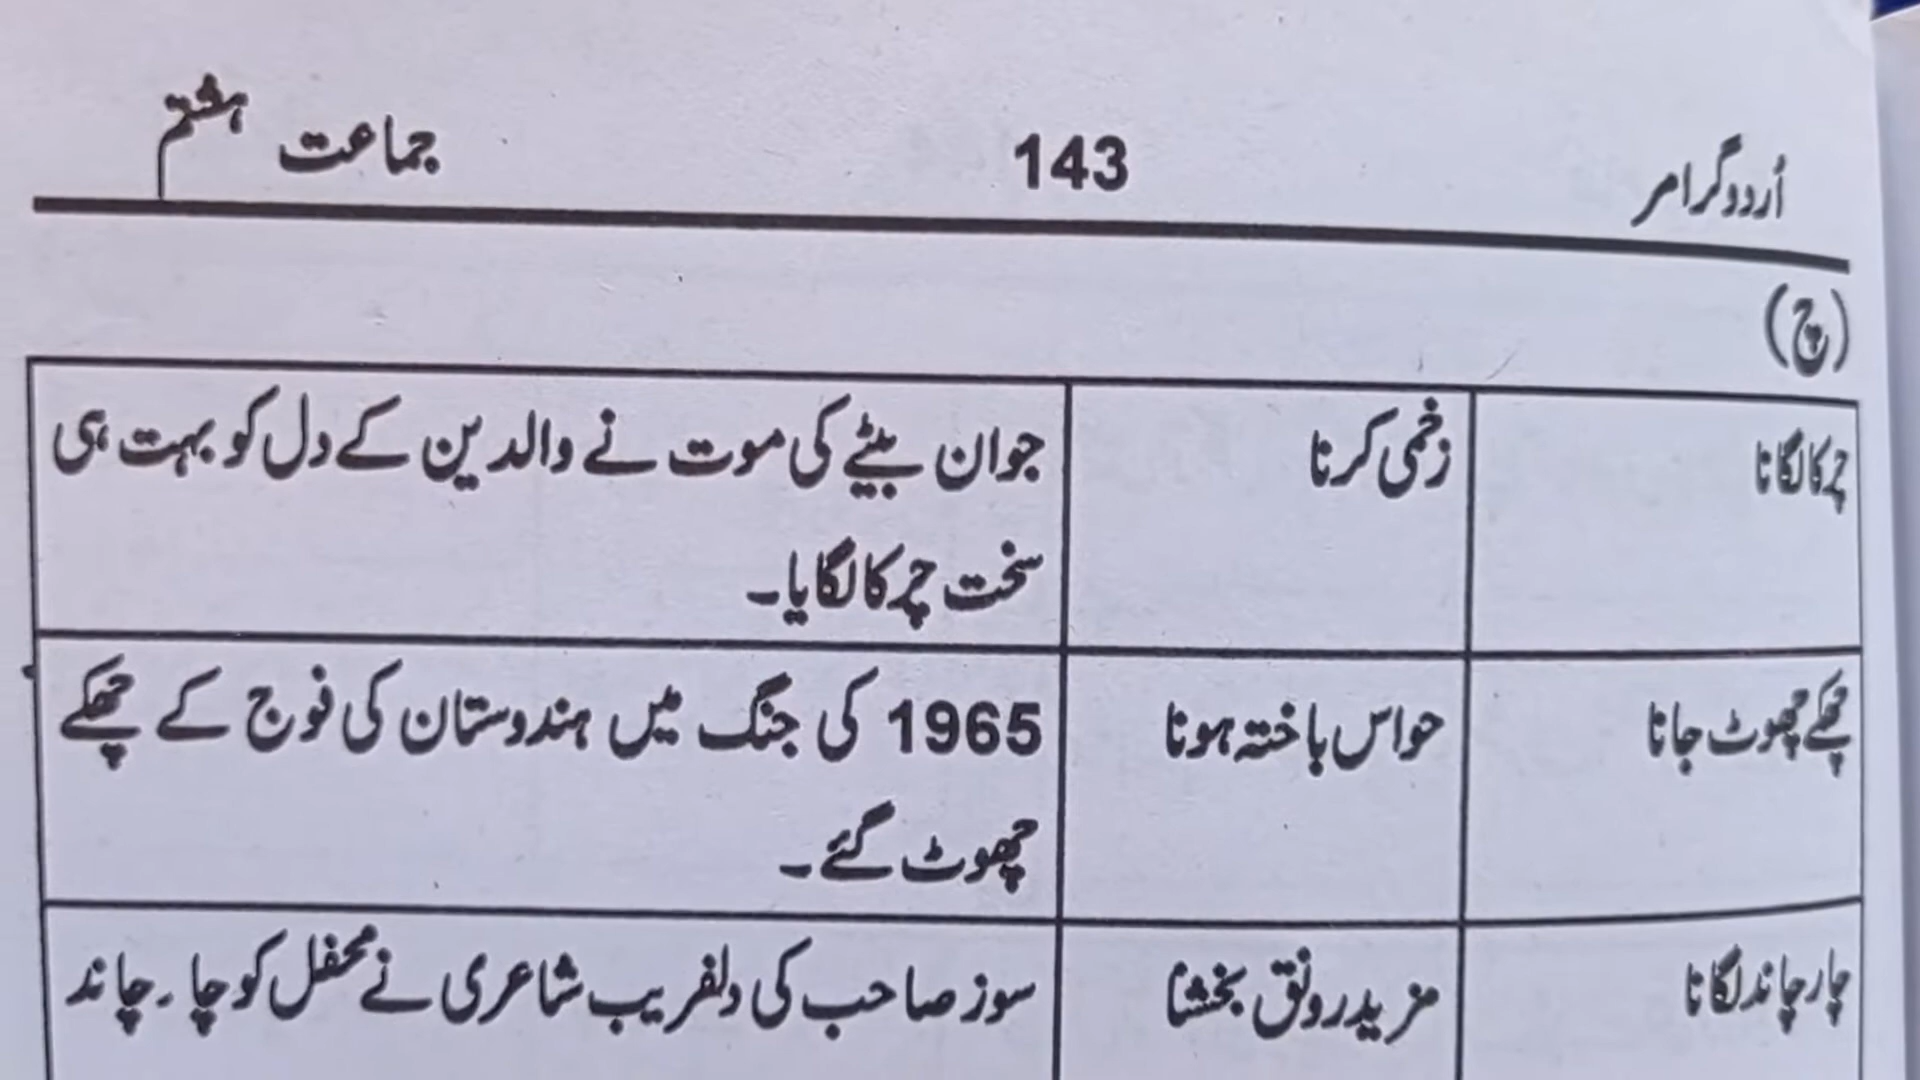 اُردو گرامر 143 جماعت ہشتم
(چ)
چرکا لگانا زخمی کرنا جوان بیٹے کی موت نے والدین کے دل کو بہت ہی
سخت چرکا لگایا۔
چھکے چھوٹ جانا حواس باختہ ہونا 1965 کی جنگ میں ہندوستان کی فوج کے چھکے
چھوٹ گئے۔
چار چاند لگانا مزید رونق بخشنا سوز صاحب کی دلفریب شاعری نے محفل کو چار چاند